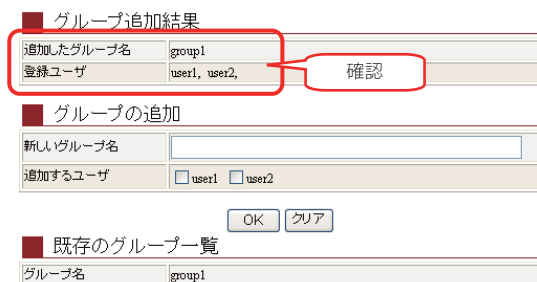 グループ追加結果
追加したグループ名 group1
登録ユーザ user1, user2,
確認
グループの追加
新しいグループ名
追加するユーザ user1 user2
OK クリア
既存のグループ一覧
グループ名 group1